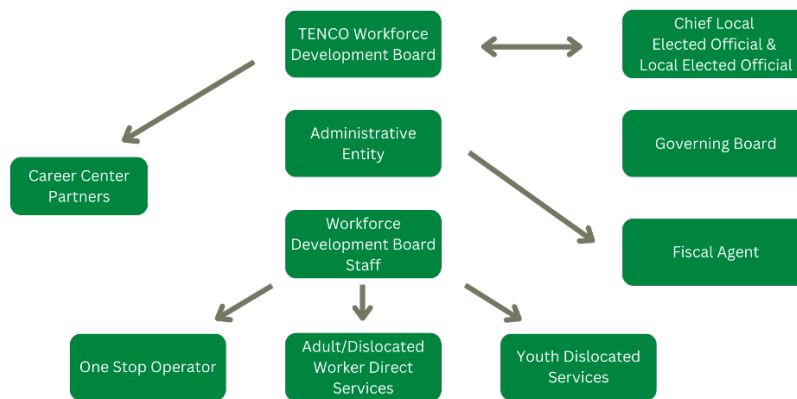 TENCO Workforce
Development Board
Chief Local
Elected Official &
Local Elected Official
Administrative
Entity
Governing Board
Career Center
Partners
Workforce
Development Board
Staff
Fiscal Agent
One Stop Operator
Adult/Dislocated
Worker Direct
Services
Youth Dislocated
Services